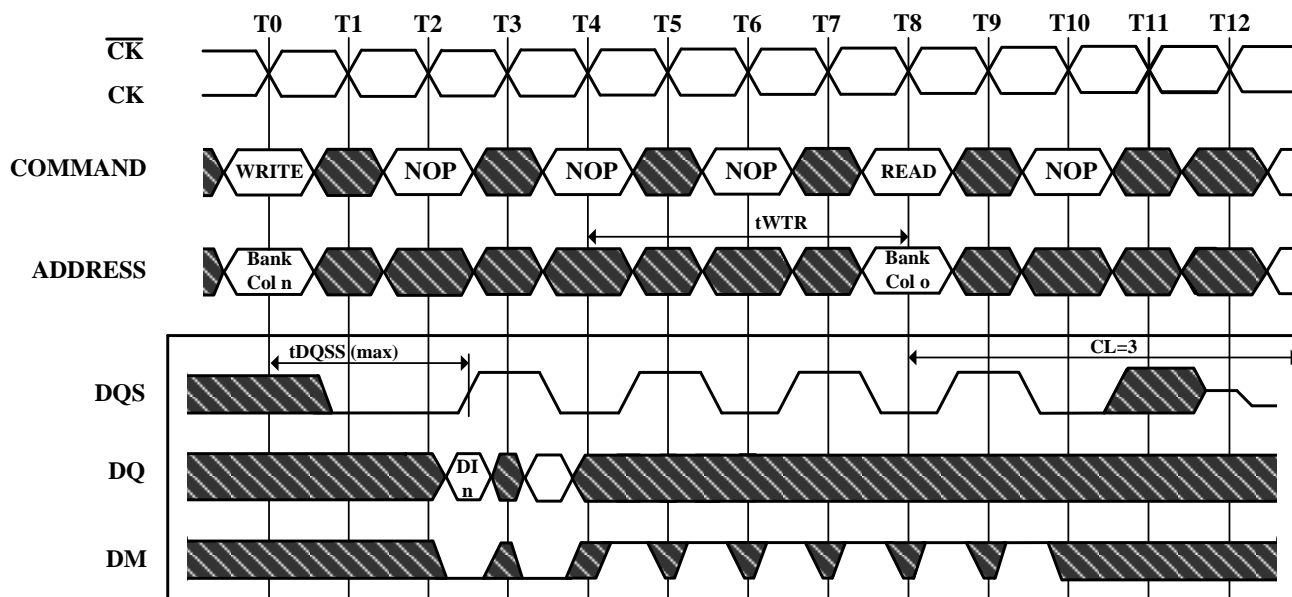 T0 T1 T2 T3 T4 T5 T6 T7 T8 T9 T10 T11 T12
CK
CK
COMMAND WRITE NOP NOP NOP READ NOP
tWTR
ADDRESS Bank Col n Bank Col o
tDQSS (max) CL=3
DQS
DQ DI n
DM